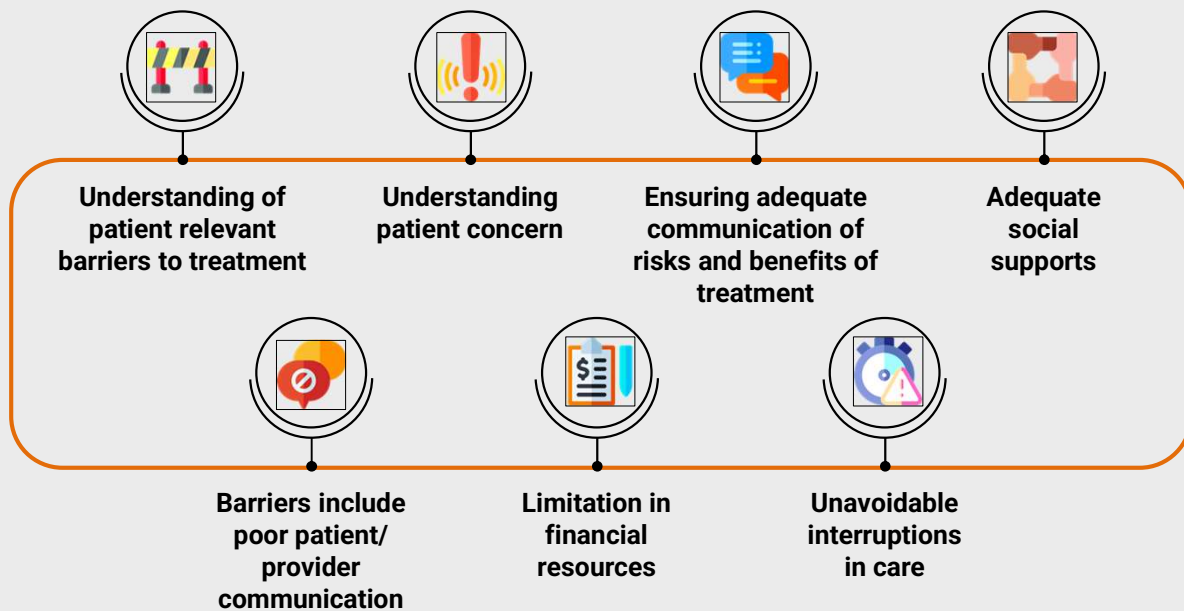 Understanding of
patient relevant
barriers to treatment
Understanding
patient concern
Ensuring adequate
communication of
risks and benefits of
treatment
Adequate
social
supports
$
!
Barriers include
poor patient/
provider
communication
Limitation in
financial
resources
Unavoidable
interruptions
in care